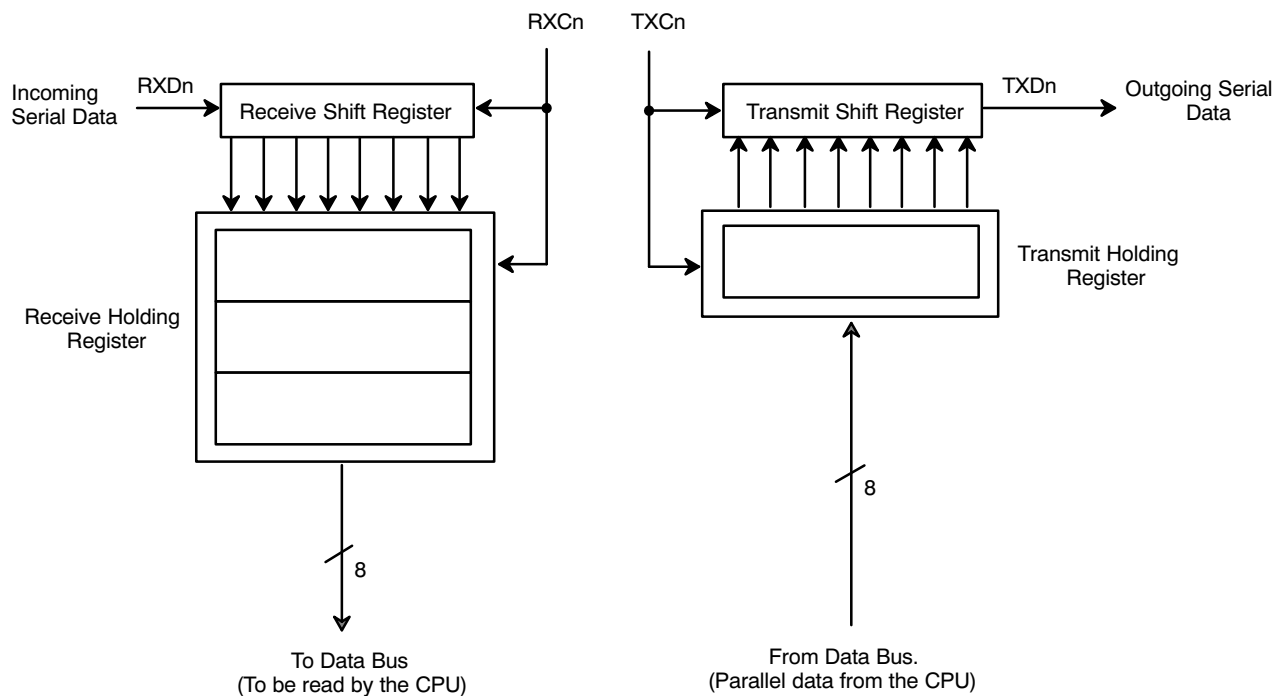 RXCn
TXCn
Incoming
Serial Data
RXDn
Receive Shift Register
Transmit Shift Register
TXDn
Outgoing Serial
Data
Receive Holding
Register
Transmit Holding
Register
8
8
To Data Bus
(To be read by the CPU)
From Data Bus.
(Parallel data from the CPU)